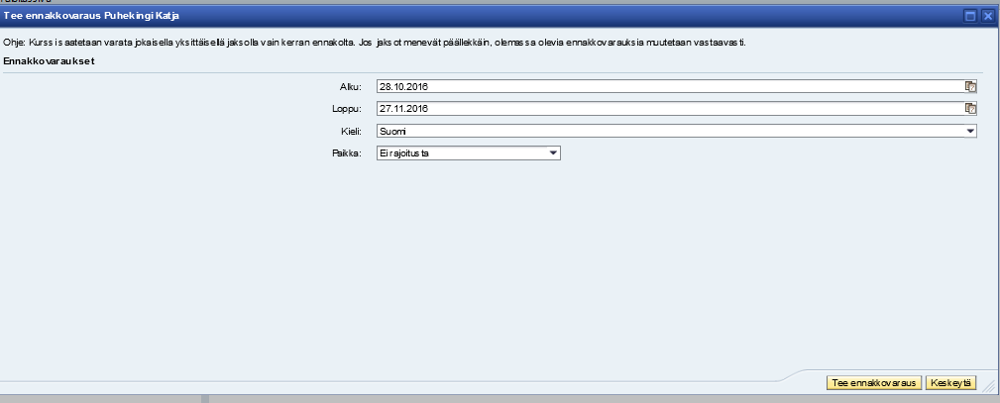 Tee ennakkovaraus Puhekingi Katja
Ohje: Kurss is aatetaan varata jokaisella yksittäisellä jaksolla vain kerran ennakolta. Jos jaksot menevät päällekkäin, olemassa olevia ennakkovarauksia muutetaan vastaavasti.
Ennakkovaraukset
Alku: 28.10.2016
Loppu: 27.11.2016
Kieli: Suomi
Paikka: Ei rajoitusta
Tee ennakkovaraus Keskeytä